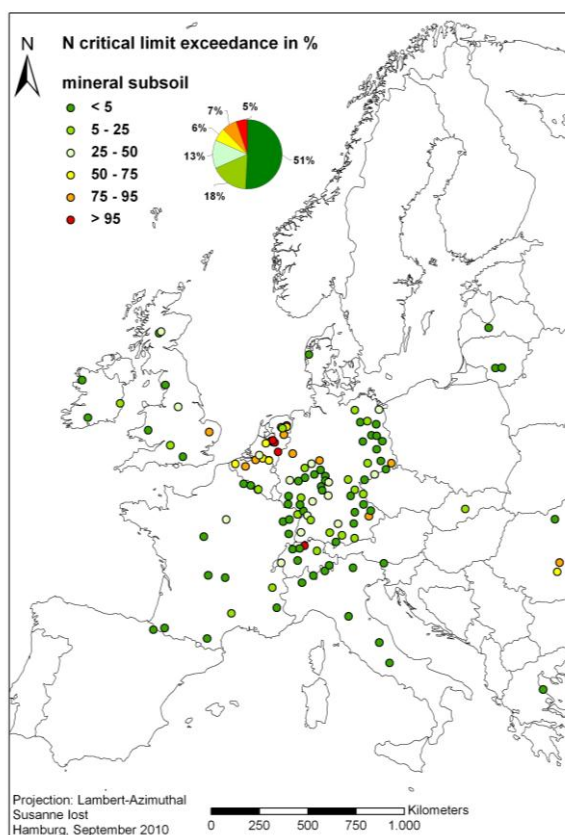 N
N critical limit exceedance in %
mineral subsoil
< 5
5 - 25
25 - 50
50 - 75
75 - 95
> 95
7%
5%
6%
13%
51%
18%
Projection: Lambert-Azimuthal
Susanne Iost
Hamburg, September 2010
Kilometers
0 250 500 750 1.000